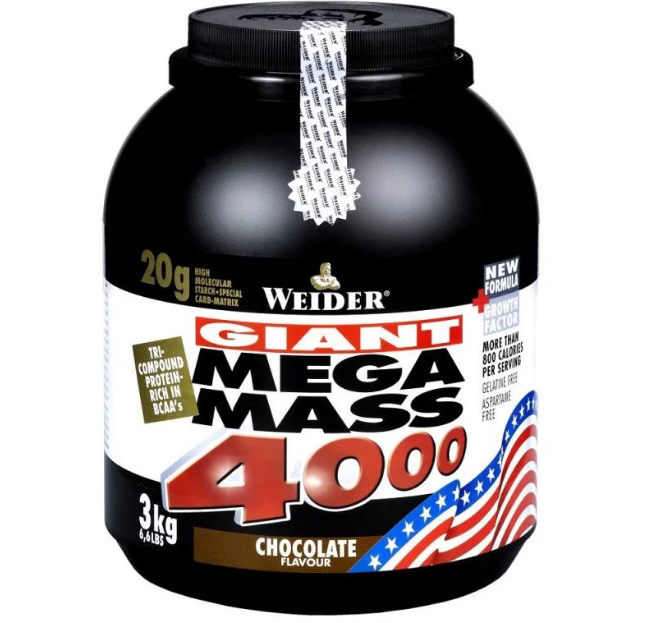 20g
HIGH
MOLECULAR
STARCH-SPECIAL
CARB-MATRIX
WEIDER®
GIANT
MEGA
MASS
4000
TRI-
COMPOUND
PROTEIN-
RICH IN
BCAA's
NEW
FORMULA
+
GROWTH
FACTOR
MORE THAN
800 CALORIES
PER SERVING
GELATINE FREE
ASPARTAME
FREE
3kg
6,6LBS
CHOCOLATE
FLAVOUR